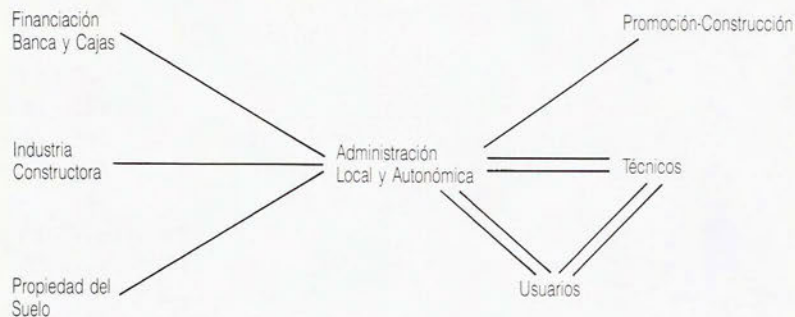 Financiación
Banca y Cajas
Promoción-Construcción
Industria
Constructora
Administración
Local y Autonómica
Técnicos
Propiedad del
Suelo
Usuarios